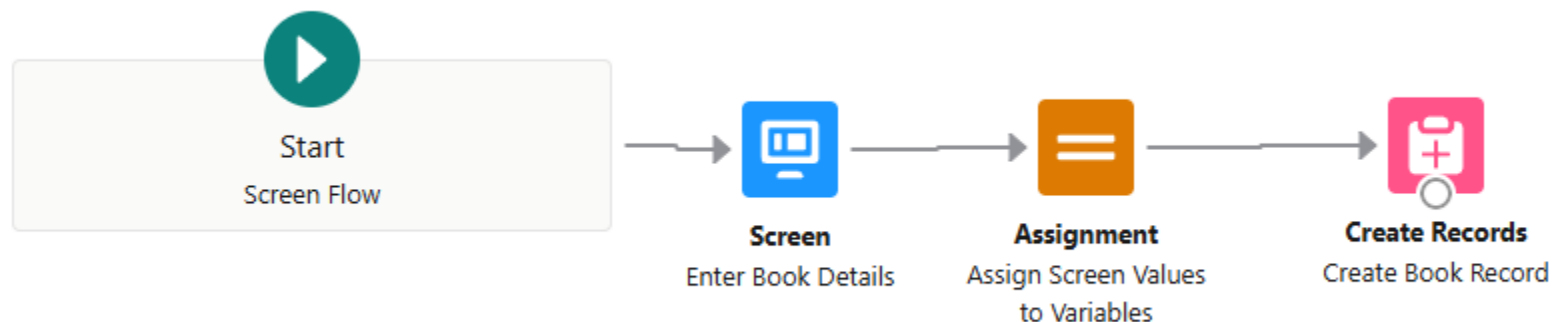 Start
Screen Flow
Screen
Enter Book Details
Assignment
Assign Screen Values
to Variables
Create Records
Create Book Record